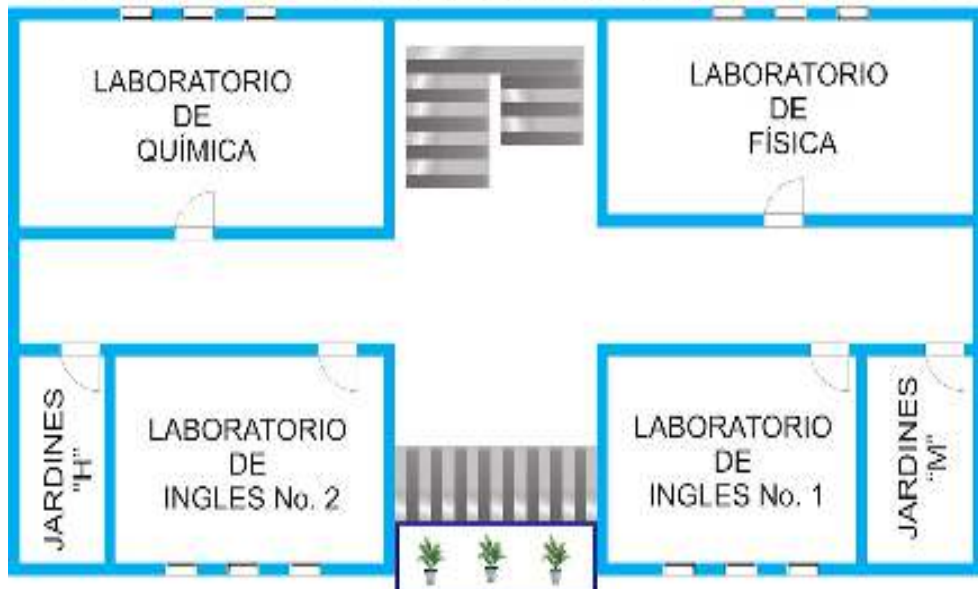 LABORATORIO
DE
QUÍMICA
LABORATORIO
DE
FÍSICA
JARDINES
"H"
LABORATORIO
DE
INGLES No. 2
LABORATORIO
DE
INGLES No. 1
JARDINES
"M"